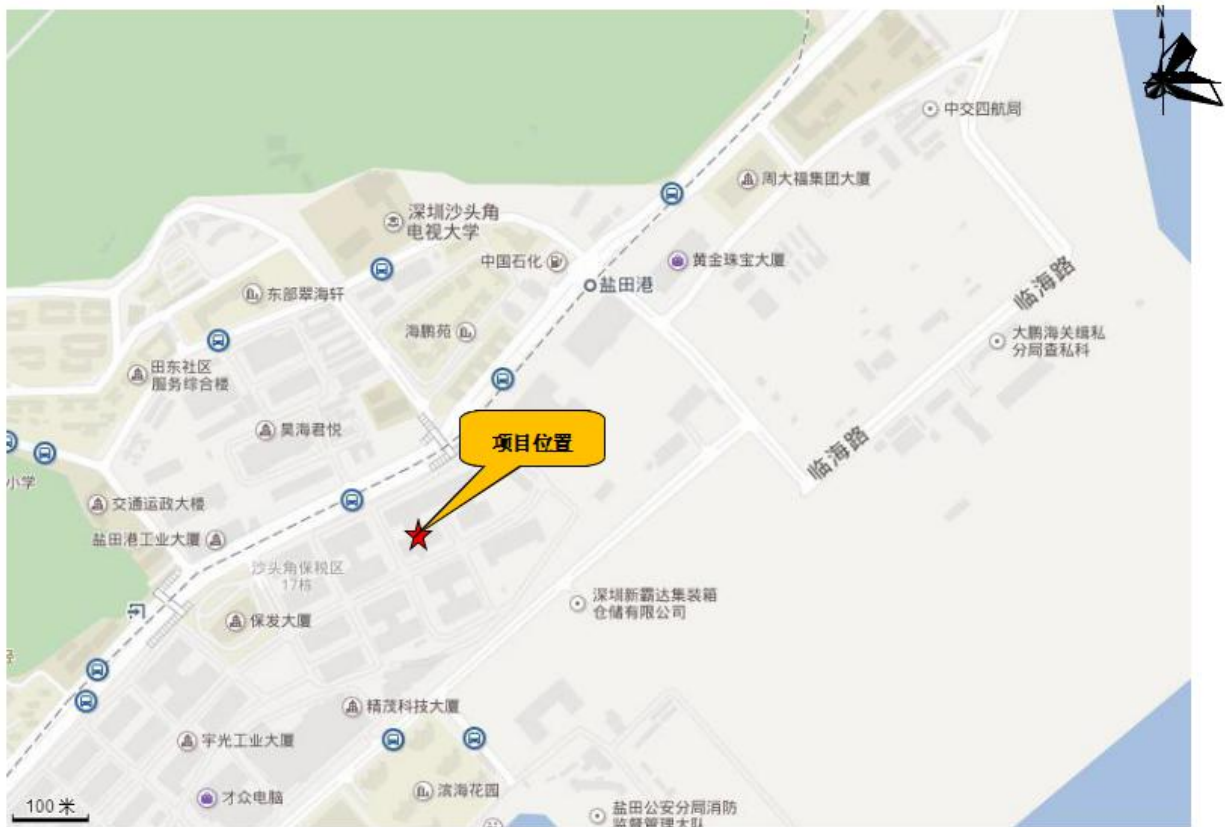 N
中交四航局
周大福集团大厦
深圳沙头角
电视大学
中国石化
黄金珠宝大厦
盐田港
临海路
东部翠海轩
海鹏苑
大鹏海关缉私
分局查私科
田东社区
服务综合楼
昊海君悦
项目位置
临海路
小学
交通运政大楼
盐田港工业大厦
沙头角保税区
17栋
深圳新霸达集装箱
仓储有限公司
保发大厦
精茂科技大厦
宇光工业大厦
才众电脑
滨海花园
100 米
盐田公安分局消防
监督管理大队